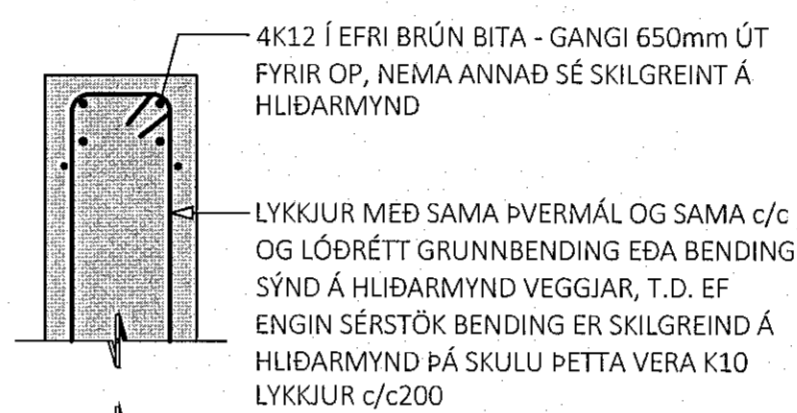 4K12 Í EFRI BRÚN BITA - GANGI 650mm ÚT
FYRIR OP, NEMA ANNAÐ SÉ SKILGREINT Á
HLIÐARMYND
LYKKJUR MEÐ SAMA ÞVERMÁL OG SAMA c/c
OG LÓÐRÉTT GRUNNBENDING EÐA BENDING
SÝND Á HLIÐARMYND VEGGJAR, T.D. EF
ENGIN SÉRSTÖK BENDING ER SKILGREIND Á
HLIÐARMYND ÞÁ SKULU ÞETTA VERA K10
LYKKJUR c/c200